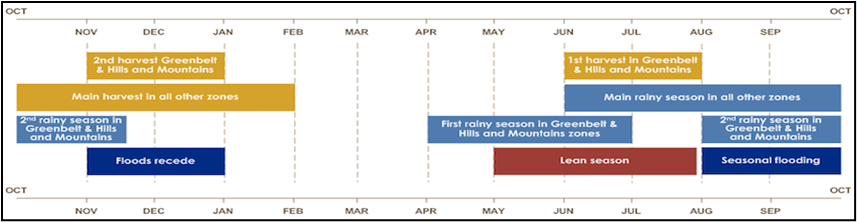 OCT OCT
NOV DEC JAN FEB MAR APR MAY JUN JUL AUG SEP
2nd harvest Greenbelt
& Hills and Mountains
1st harvest in Greenbelt
& Hills and Mountains
Main harvest in all other zones
Main rainy season in all other zones
2nd rainy season in
Greenbelt & Hills
and Mountains
First rainy season in Greenbelt &
Hills and Mountains zones
2nd rainy season in
Greenbelt & Hills
and Mountains
Floods recede
Lean season
Seasonal flooding
OCT OCT
NOV DEC JAN FEB MAR APR MAY JUN JUL AUG SEP